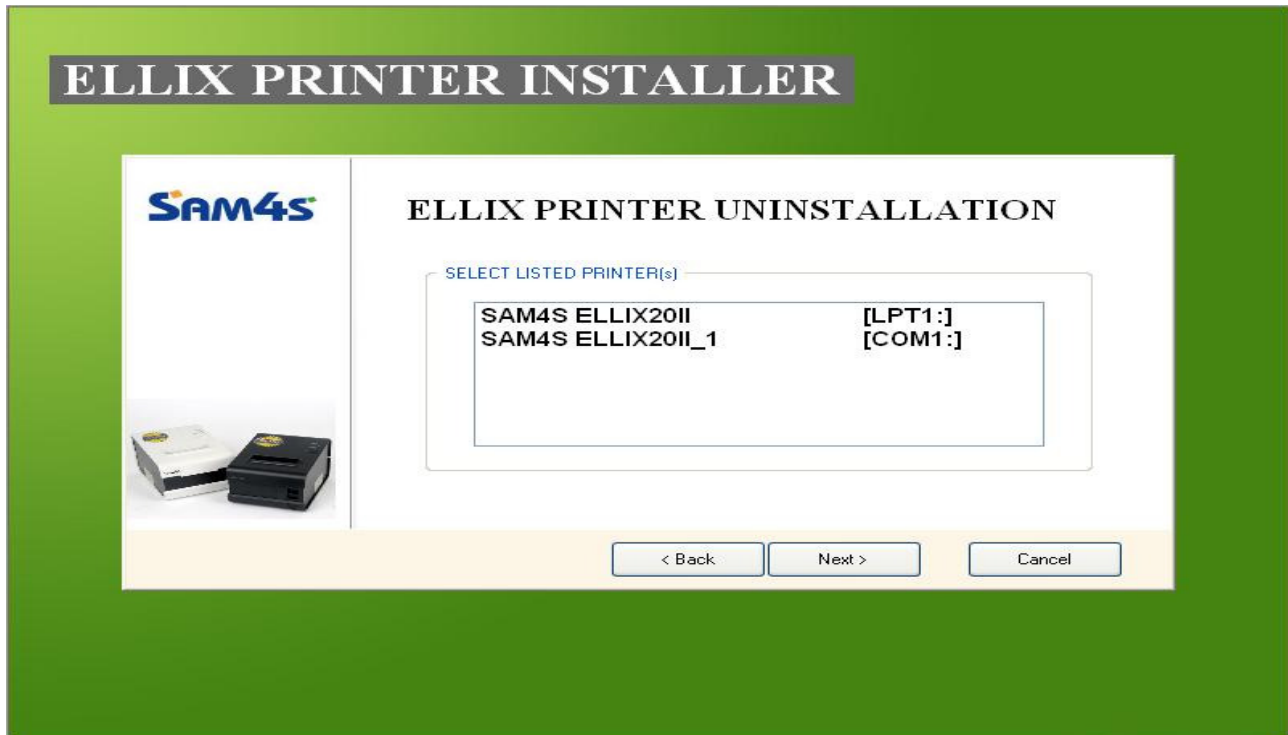 ELLIX PRINTER INSTALLER
SAM4S
ELLIX PRINTER UNINSTALLATION
SELECT LISTED PRINTER(s)
SAM4S ELLIX20II [LPT1:]
SAM4S ELLIX20II_1 [COM1:]
< Back Next > Cancel